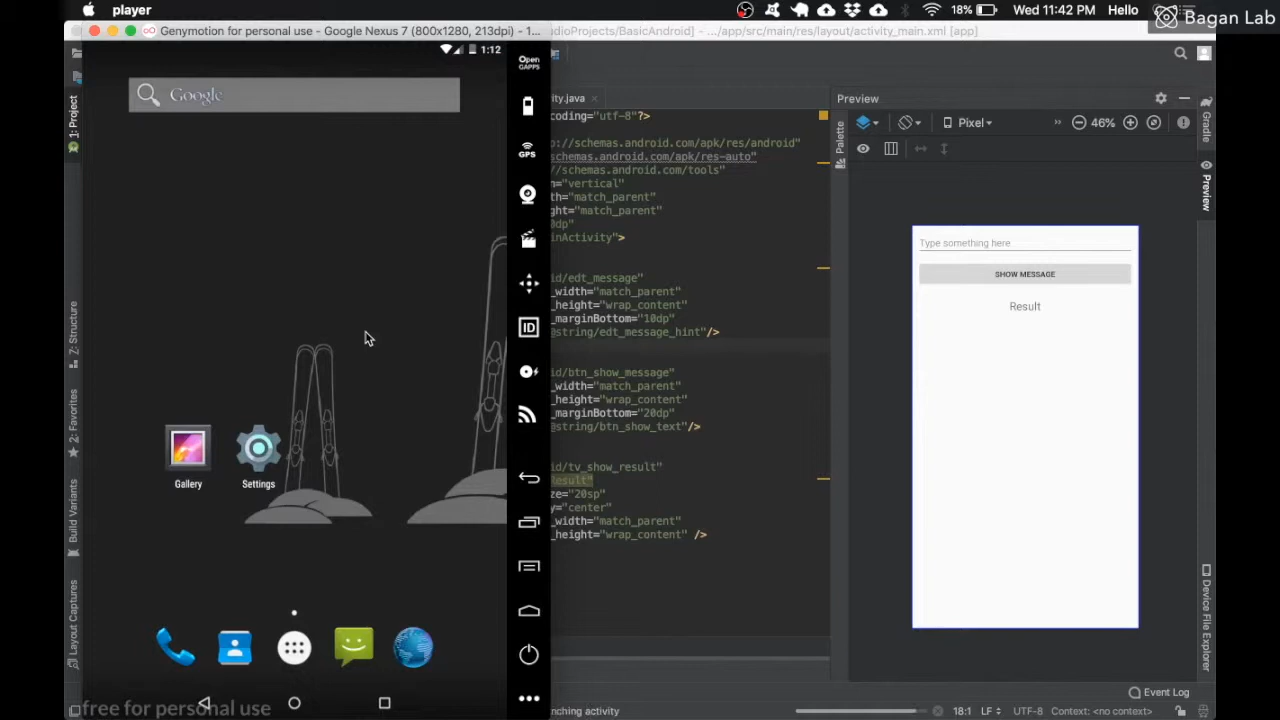 player
18%
Wed 11:42 PM
Hello
Bagan Lab
Genymotion for personal use - Google Nexus 7 (800x1280, 213dpi) - 1...
udioProjects/BasicAndroid] - .../app/src/main/res/layout/activity_main.xml [app]
1:12
Google
Open
GAPPS
GPS
ID
Gallery
Settings
free for personal use
1: Project
Z: Structure
2: Favorites
Build Variants
Layout Captures
ity.java
coding="utf-8"?>
p://schemas.android.com/apk/res/android"
schemas.android.com/apk/res-auto"
//schemas.android.com/tools"
n="vertical"
th="match_parent"
ght="match_parent"
0dp"
inActivity">
id/edt_message"
_width="match_parent"
_height="wrap_content"
_marginBottom="10dp"
@string/edt_message_hint"/>
id/btn_show_message"
_width="match_parent"
_height="wrap_content"
_marginBottom="20dp"
@string/btn_show_text"/>
id/tv_show_result"
Result"
ze="20sp"
y="center"
_width="match_parent"
_height="wrap_content" />
Preview
Palette
Pixel
46%
Type something here
SHOW MESSAGE
Result
Gradle
Preview
Device File Explorer
Event Log
nching activity
18:1
LF
UTF-8
Context: <no context>